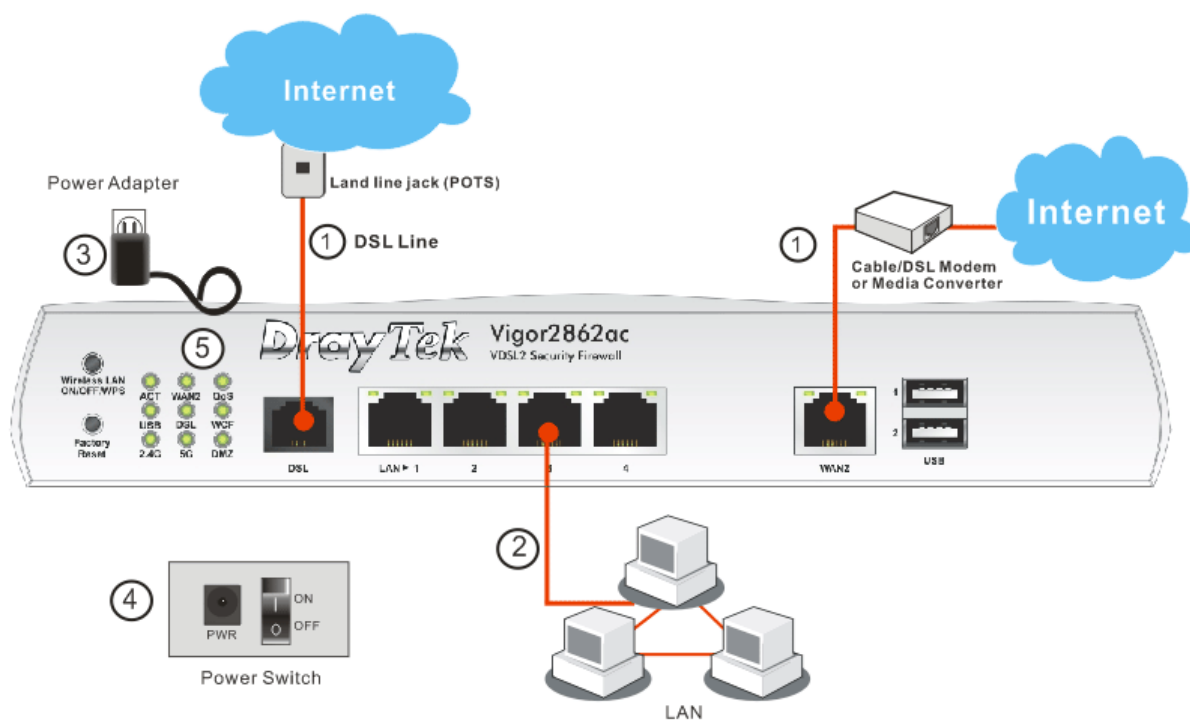 Internet
Land line jack (POTS)
Power Adapter
3
1 DSL Line
1
Cable/DSL Modem
or Media Converter
Internet
5
DrayTek
Vigor2862ac
VDSL2 Security Firewall
Wireless LAN
ON/OFF/WPS
ACT WAN2 QoS
USB DSL WCF
Factory
Reset
2.4G 5G DMZ
DSL
LAN 1 2 3 4
WAN2
1
2
USB
2
4
PWR
ON
OFF
Power Switch
LAN